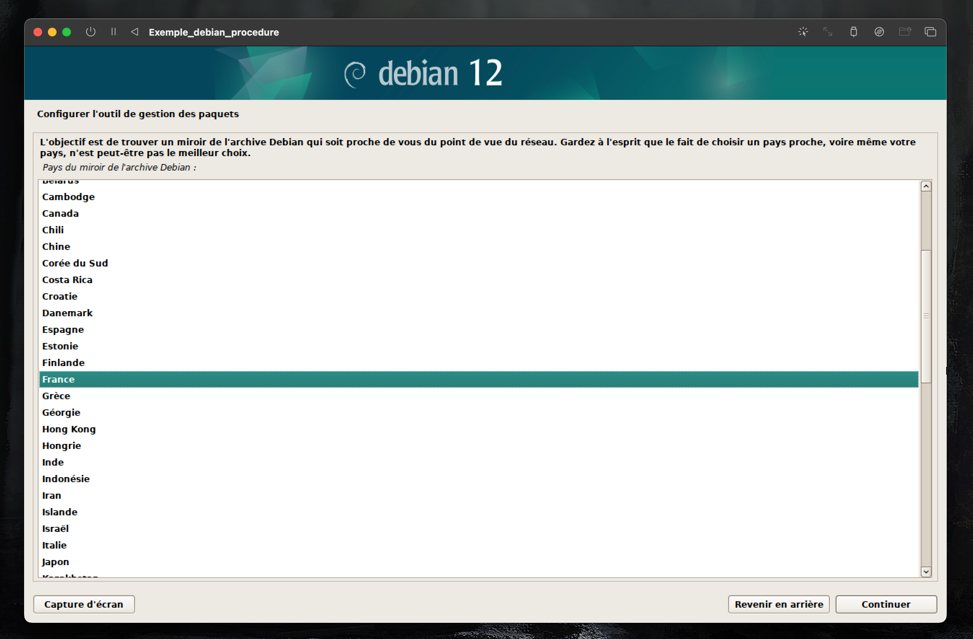 Exemple_debian_procedure
debian 12
Configurer l'outil de gestion des paquets
L'objectif est de trouver un miroir de l'archive Debian qui soit proche de vous du point de vue du réseau. Gardez à l'esprit que le fait de choisir un pays proche, voire même votre
pays, n'est peut-être pas le meilleur choix.
Pays du miroir de l'archive Debian :
Belarus
Cambodge
Canada
Chili
Chine
Corée du Sud
Costa Rica
Croatie
Danemark
Espagne
Estonie
Finlande
France
Grèce
Géorgie
Hong Kong
Hongrie
Inde
Indonésie
Iran
Islande
Israël
Italie
Japon
Kazakhstan
Capture d'écran
Revenir en arrière
Continuer